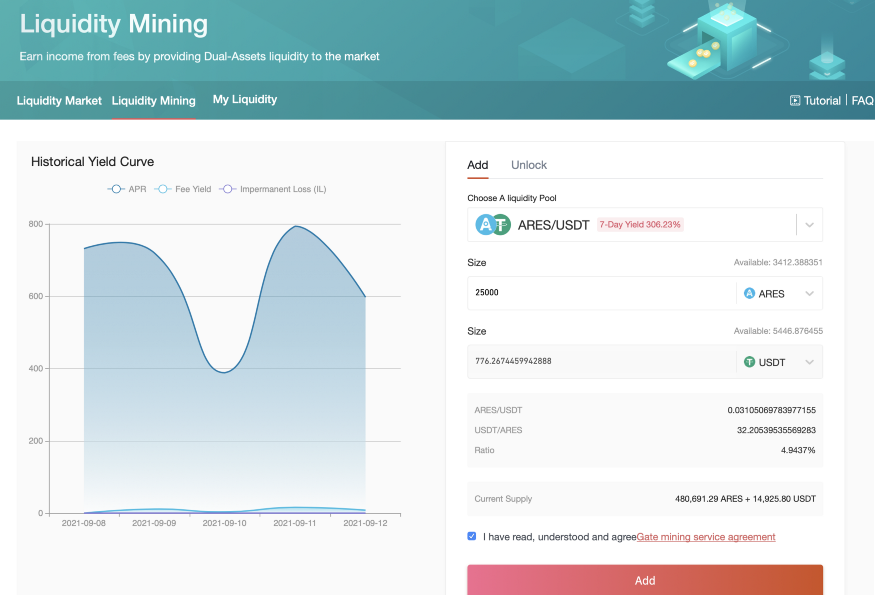 Liquidity Mining
Earn income from fees by providing Dual-Assets liquidity to the market
Liquidity Market Liquidity Mining My Liquidity Tutorial FAQ
Historical Yield Curve
APR Fee Yield Impermanent Loss (IL)
800
600
400
200
0
2021-09-08 2021-09-09 2021-09-10 2021-09-11 2021-09-12
Add Unlock
Choose A liquidity Pool
ARES/USDT 7-Day Yield 306.23%
Size Available: 3412.388351
25000 ARES
Size Available: 5446.876455
776.2674459942888 USDT
ARES/USDT 0.03105069783977155
USDT/ARES 32.20539535569283
Ratio 4.9437%
Current Supply 480,691.29 ARES + 14,925.80 USDT
I have read, understood and agreeGate mining service agreement
Add